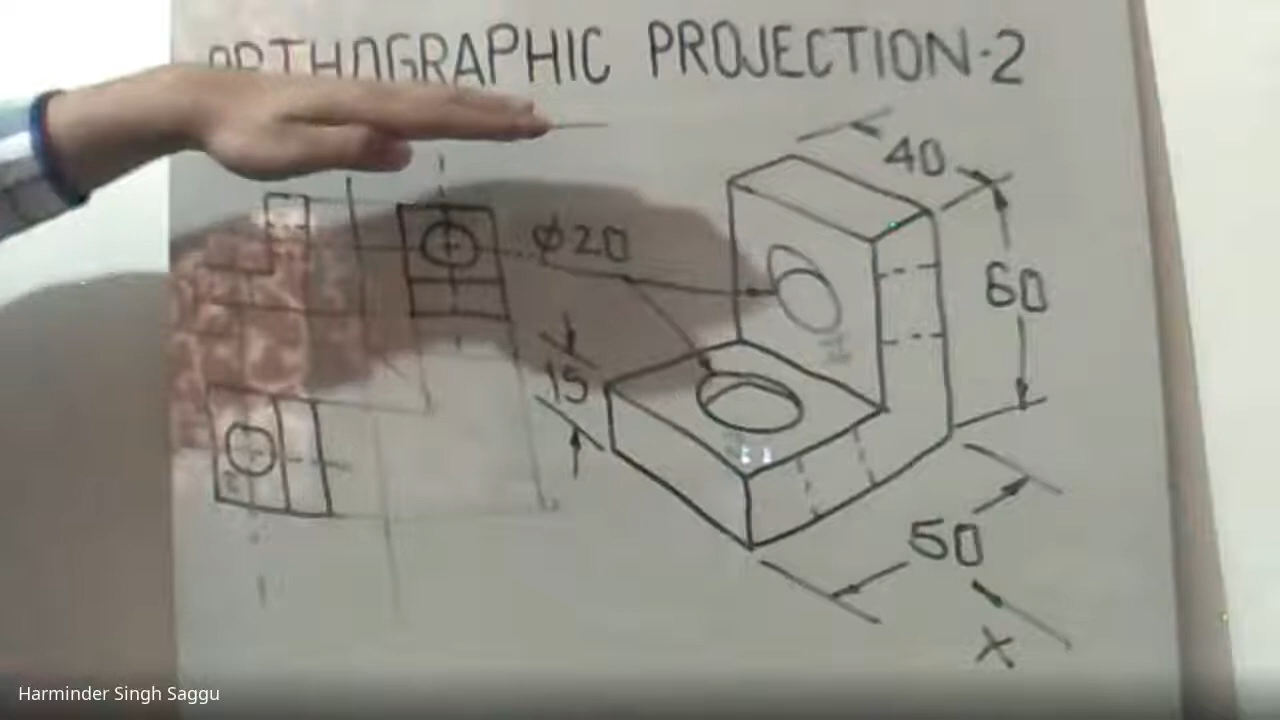 ORTHOGRAPHIC PROJECTION-2
40
Φ20
60
15
50
X
Harminder Singh Saggu